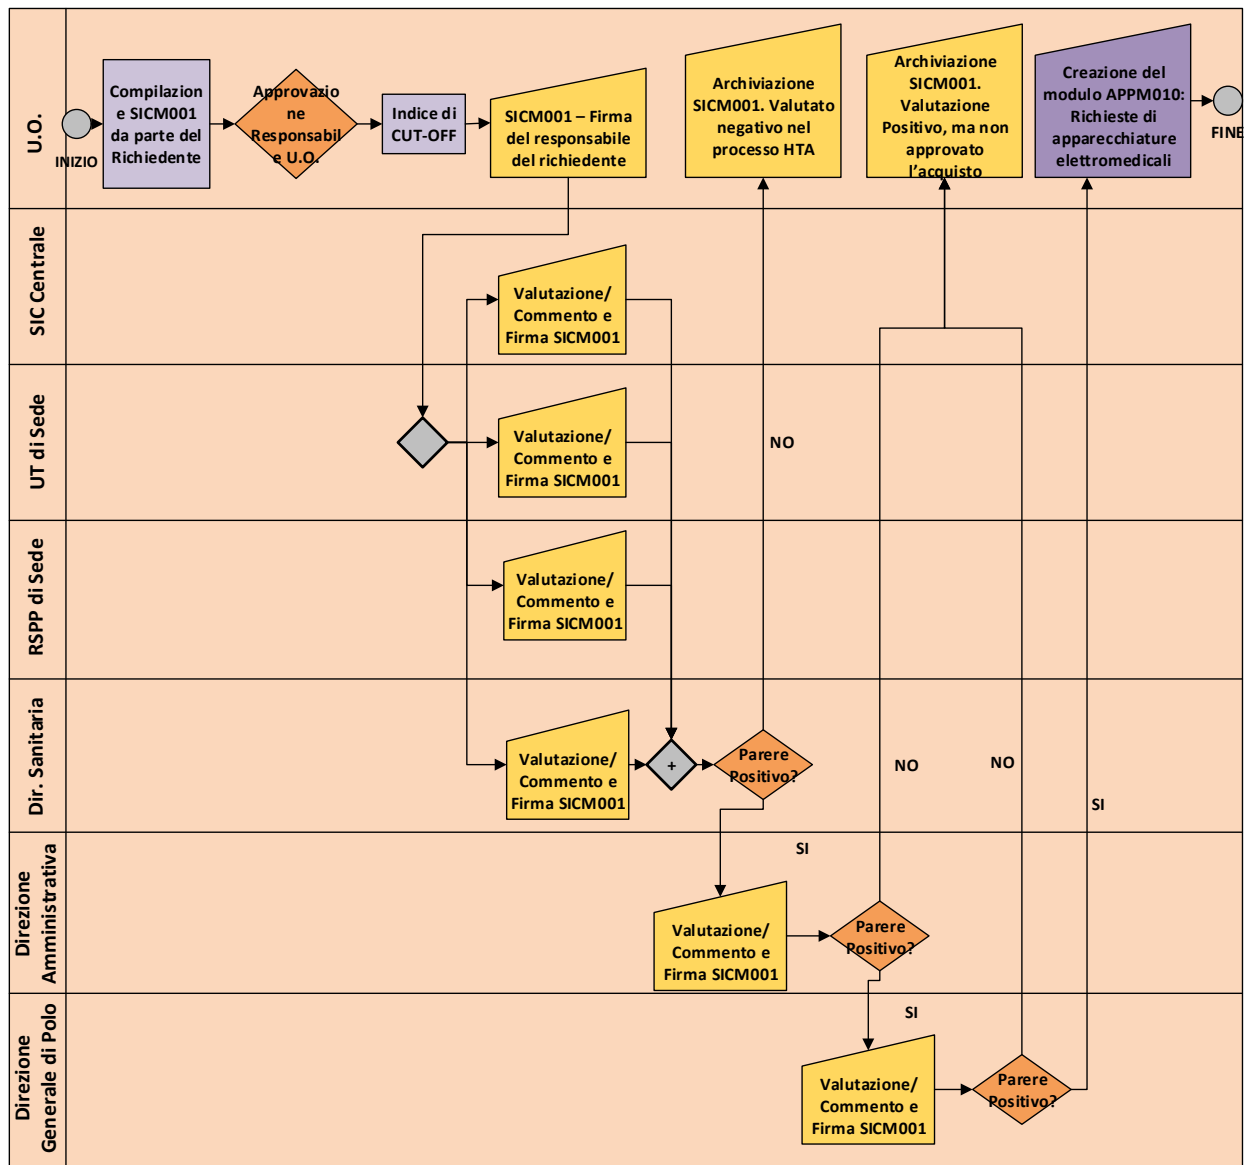 U.O.
INIZIO
Compilazion
e SICM001
da parte del
Richiedente
Approvazio
ne
Responsabil
e U.O.
Indice di
CUT-OFF
SICM001 – Firma
del responsabile
del richiedente
Archiviazione
SICM001. Valutato
negativo nel
processo HTA
Archiviazione
SICM001.
Valutazione
Positivo, ma non
approvato
l’acquisto
Creazione del
modulo APPM010:
Richieste di
apparecchiature
elettromedicali
FINE
SIC Centrale
Valutazione/
Commento e
Firma SICM001
UT di Sede
Valutazione/
Commento e
Firma SICM001
NO
RSPP di Sede
Valutazione/
Commento e
Firma SICM001
Dir. Sanitaria
Valutazione/
Commento e
Firma SICM001
+
Parere
Positivo?
NO
NO
SI
Direzione
Amministrativa
SI
Valutazione/
Commento e
Firma SICM001
Parere
Positivo?
Direzione
Generale di Polo
SI
Valutazione/
Commento e
Firma SICM001
Parere
Positivo?